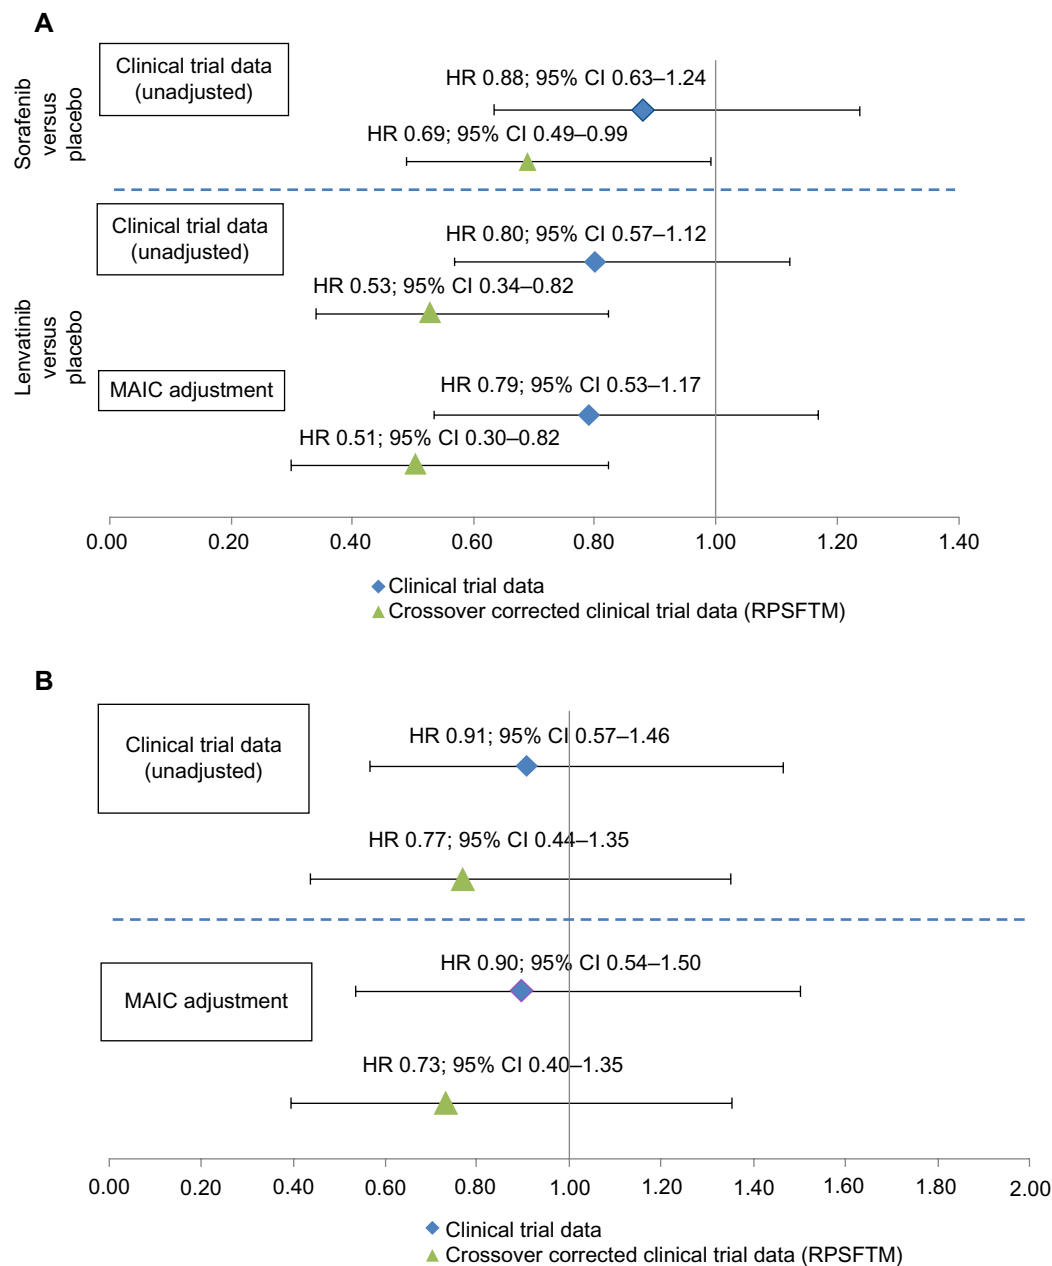 A
Sorafenib
versus
placebo
Clinical trial data
(unadjusted)
HR 0.88; 95% CI 0.63–1.24
HR 0.69; 95% CI 0.49–0.99
Lenvatinib
versus
placebo
Clinical trial data
(unadjusted)
HR 0.80; 95% CI 0.57–1.12
HR 0.53; 95% CI 0.34–0.82
MAIC adjustment
HR 0.79; 95% CI 0.53–1.17
HR 0.51; 95% CI 0.30–0.82
0.00 0.20 0.40 0.60 0.80 1.00 1.20 1.40
Clinical trial data
Crossover corrected clinical trial data (RPSFTM)
B
Clinical trial data
(unadjusted)
HR 0.91; 95% CI 0.57–1.46
HR 0.77; 95% CI 0.44–1.35
MAIC adjustment
HR 0.90; 95% CI 0.54–1.50
HR 0.73; 95% CI 0.40–1.35
0.00 0.20 0.40 0.60 0.80 1.00 1.20 1.40 1.60 1.80 2.00
Clinical trial data
Crossover corrected clinical trial data (RPSFTM)